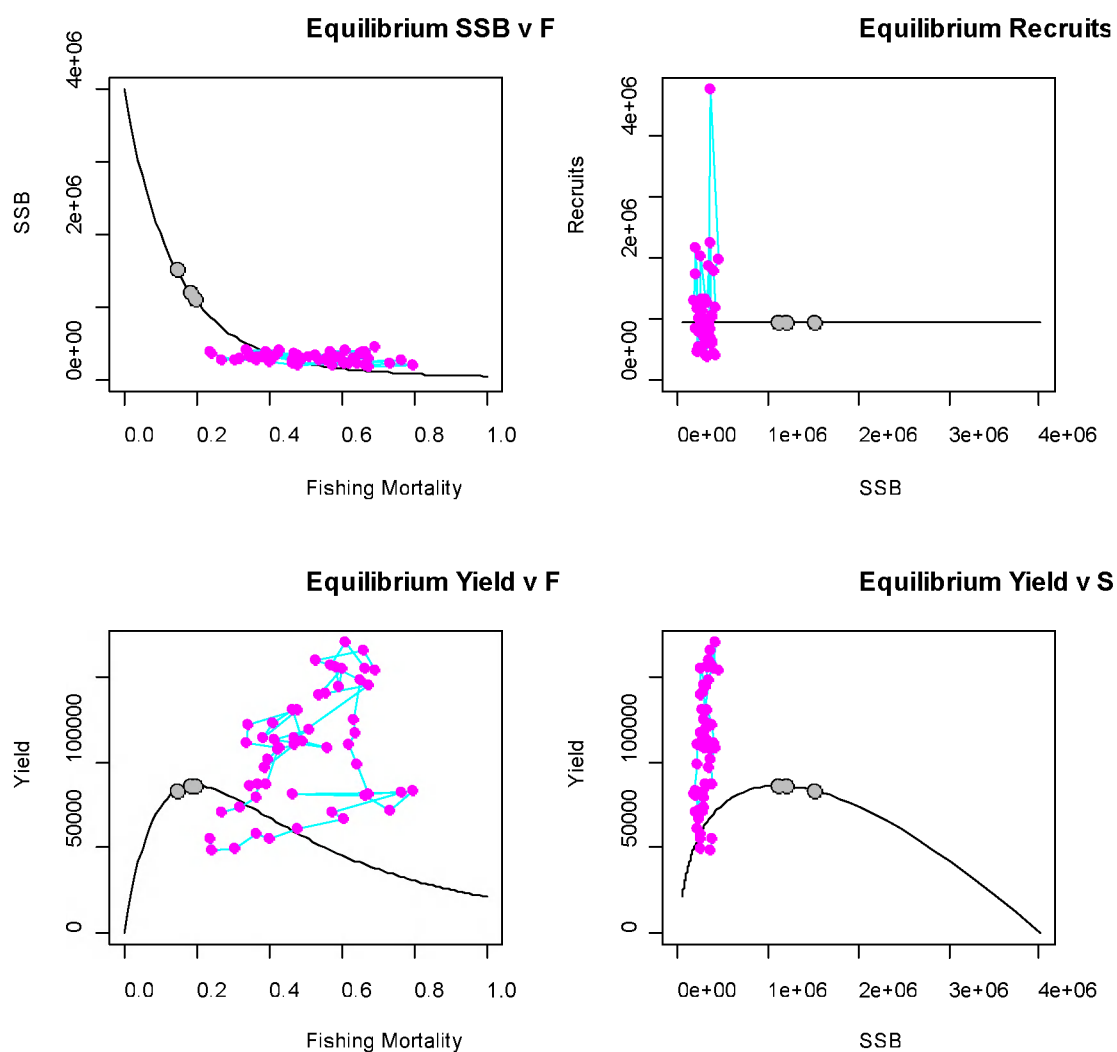 Equilibrium SSB v F
SSB
0e+00 2e+06 4e+06
0.0 0.2 0.4 0.6 0.8 1.0
Fishing Mortality
Equilibrium Recruits
Recruits
0e+00 2e+06 4e+06
0e+00 1e+06 2e+06 3e+06 4e+06
SSB
Equilibrium Yield v F
Yield
0 50000 100000
0.0 0.2 0.4 0.6 0.8 1.0
Fishing Mortality
Equilibrium Yield v S
Yield
0 50000 100000
0e+00 1e+06 2e+06 3e+06 4e+06
SSB